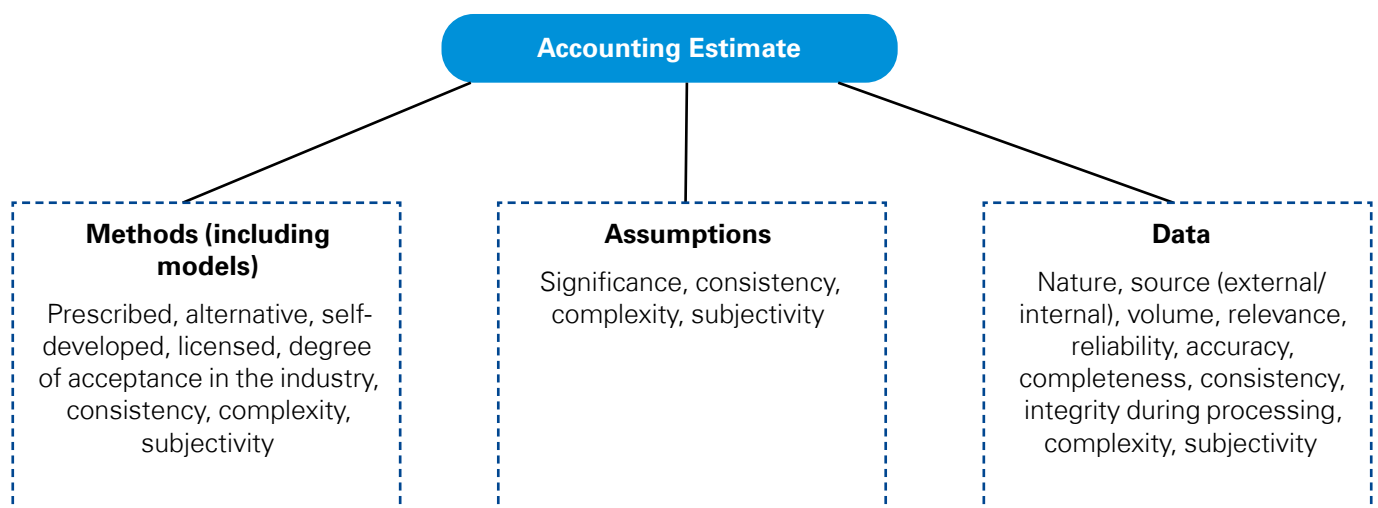 Accounting Estimate
Methods (including
models)
Prescribed, alternative, self-
developed, licensed, degree
of acceptance in the industry,
consistency, complexity,
subjectivity
Assumptions
Significance, consistency,
complexity, subjectivity
Data
Nature, source (external/
internal), volume, relevance,
reliability, accuracy,
completeness, consistency,
integrity during processing,
complexity, subjectivity